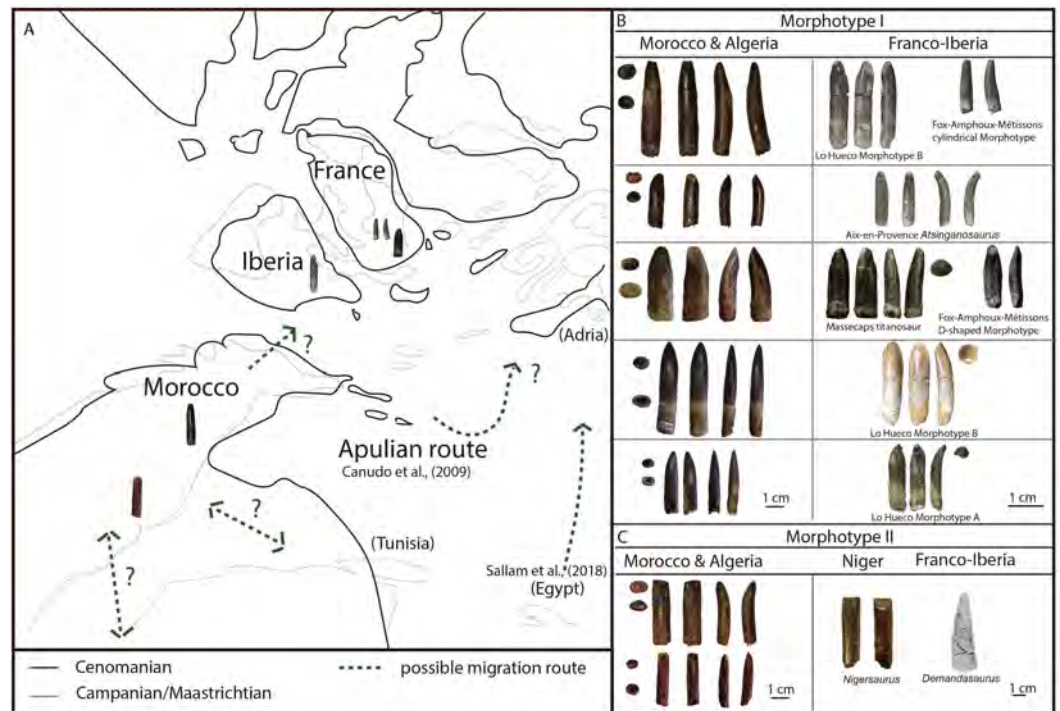 A
France
Iberia
(Adria)
?
?
Morocco
Apulian route
Canudo et al., (2009)
?
(Tunisia)
?
Sallam et al., (2018)
(Egypt)
Cenomanian
possible migration route
Campanian/Maastrichtian
B
Morphotype I
Morocco & Algeria
Franco-Iberia
Lo Hueco Morphotype B
Fox-Amphoux-Métissons
cylindrical Morphotype
Aix-en-Provence Atsinganosaurus
Massecaps titanosaur
Fox-Amphoux-Métissons
D-shaped Morphotype
Lo Hueco Morphotype B
Lo Hueco Morphotype A
1 cm
1 cm
C
Morphotype II
Morocco & Algeria
Niger
Franco-Iberia
Nigersaurus
Demandasaurus
1 cm
1 cm